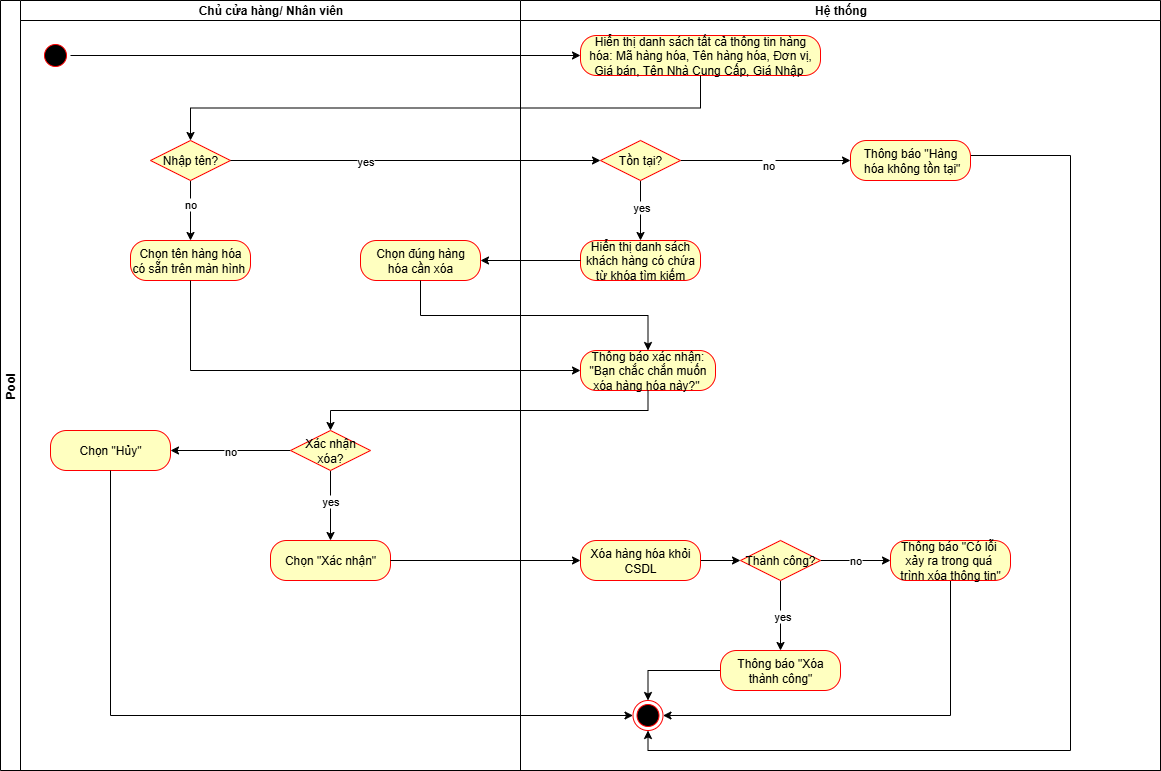 Chủ cửa hàng/ Nhân viên
Hệ thống
Pool
Hiển thị danh sách tất cả thông tin hàng
hóa: Mã hàng hóa, Tên hàng hóa, Đơn vị,
Giá bán, Tên Nhà Cung Cấp, Giá Nhập
Nhập tên?
yes
Tồn tại?
no
Thông báo "Hàng
hóa không tồn tại"
no
yes
Chọn tên hàng hóa
có sẵn trên màn hình
Chọn đúng hàng
hóa cần xóa
Hiển thị danh sách
khách hàng có chứa
từ khóa tìm kiếm
Thông báo xác nhận:
"Bạn chắc chắn muốn
xóa hàng hóa này?"
Chọn "Hủy"
no
Xác nhận
xóa?
yes
Chọn "Xác nhận"
Xóa hàng hóa khỏi
CSDL
Thành công?
no
Thông báo "Có lỗi
xảy ra trong quá
trình xóa thông tin"
yes
Thông báo "Xóa
thành công"